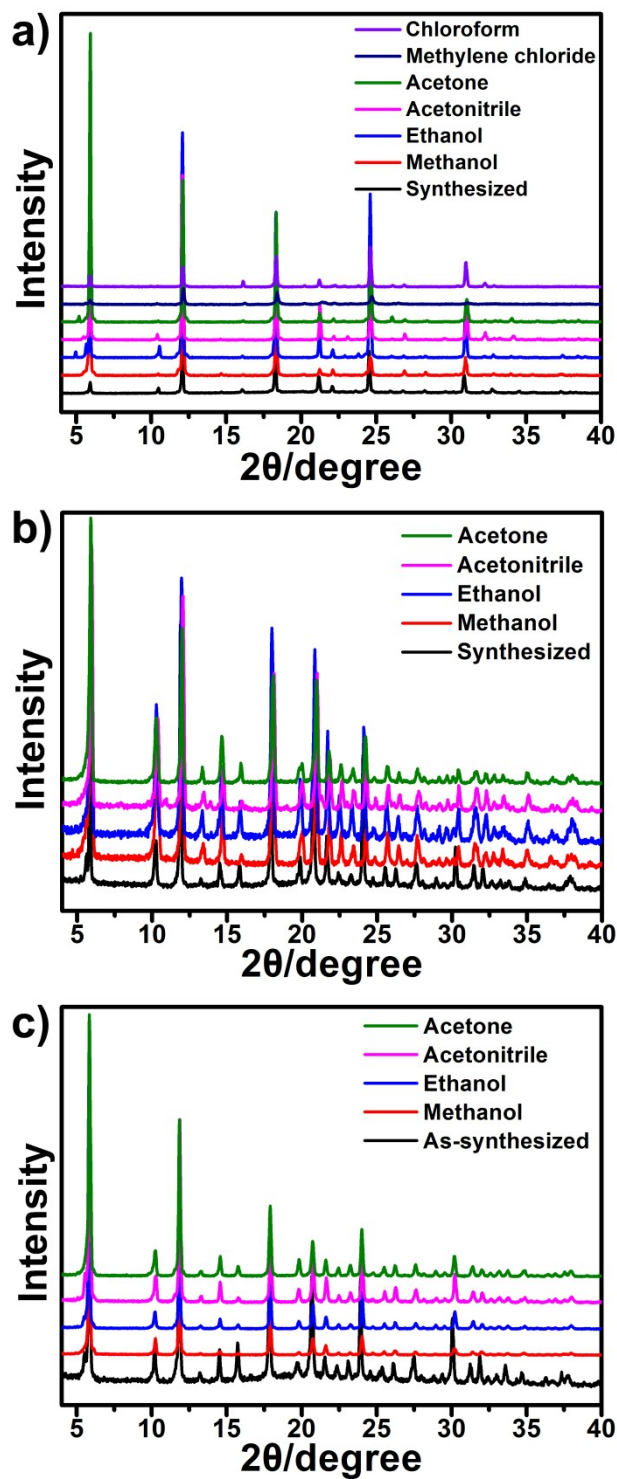 a)
Chloroform
Methylene chloride
Acetone
Acetonitrile
Ethanol
Methanol
Synthesized
Intensity
5 10 15 20 25 30 35 40
2θ/degree
b)
Acetone
Acetonitrile
Ethanol
Methanol
Synthesized
Intensity
5 10 15 20 25 30 35 40
2θ/degree
c)
Acetone
Acetonitrile
Ethanol
Methanol
As-synthesized
Intensity
5 10 15 20 25 30 35 40
2θ/degree